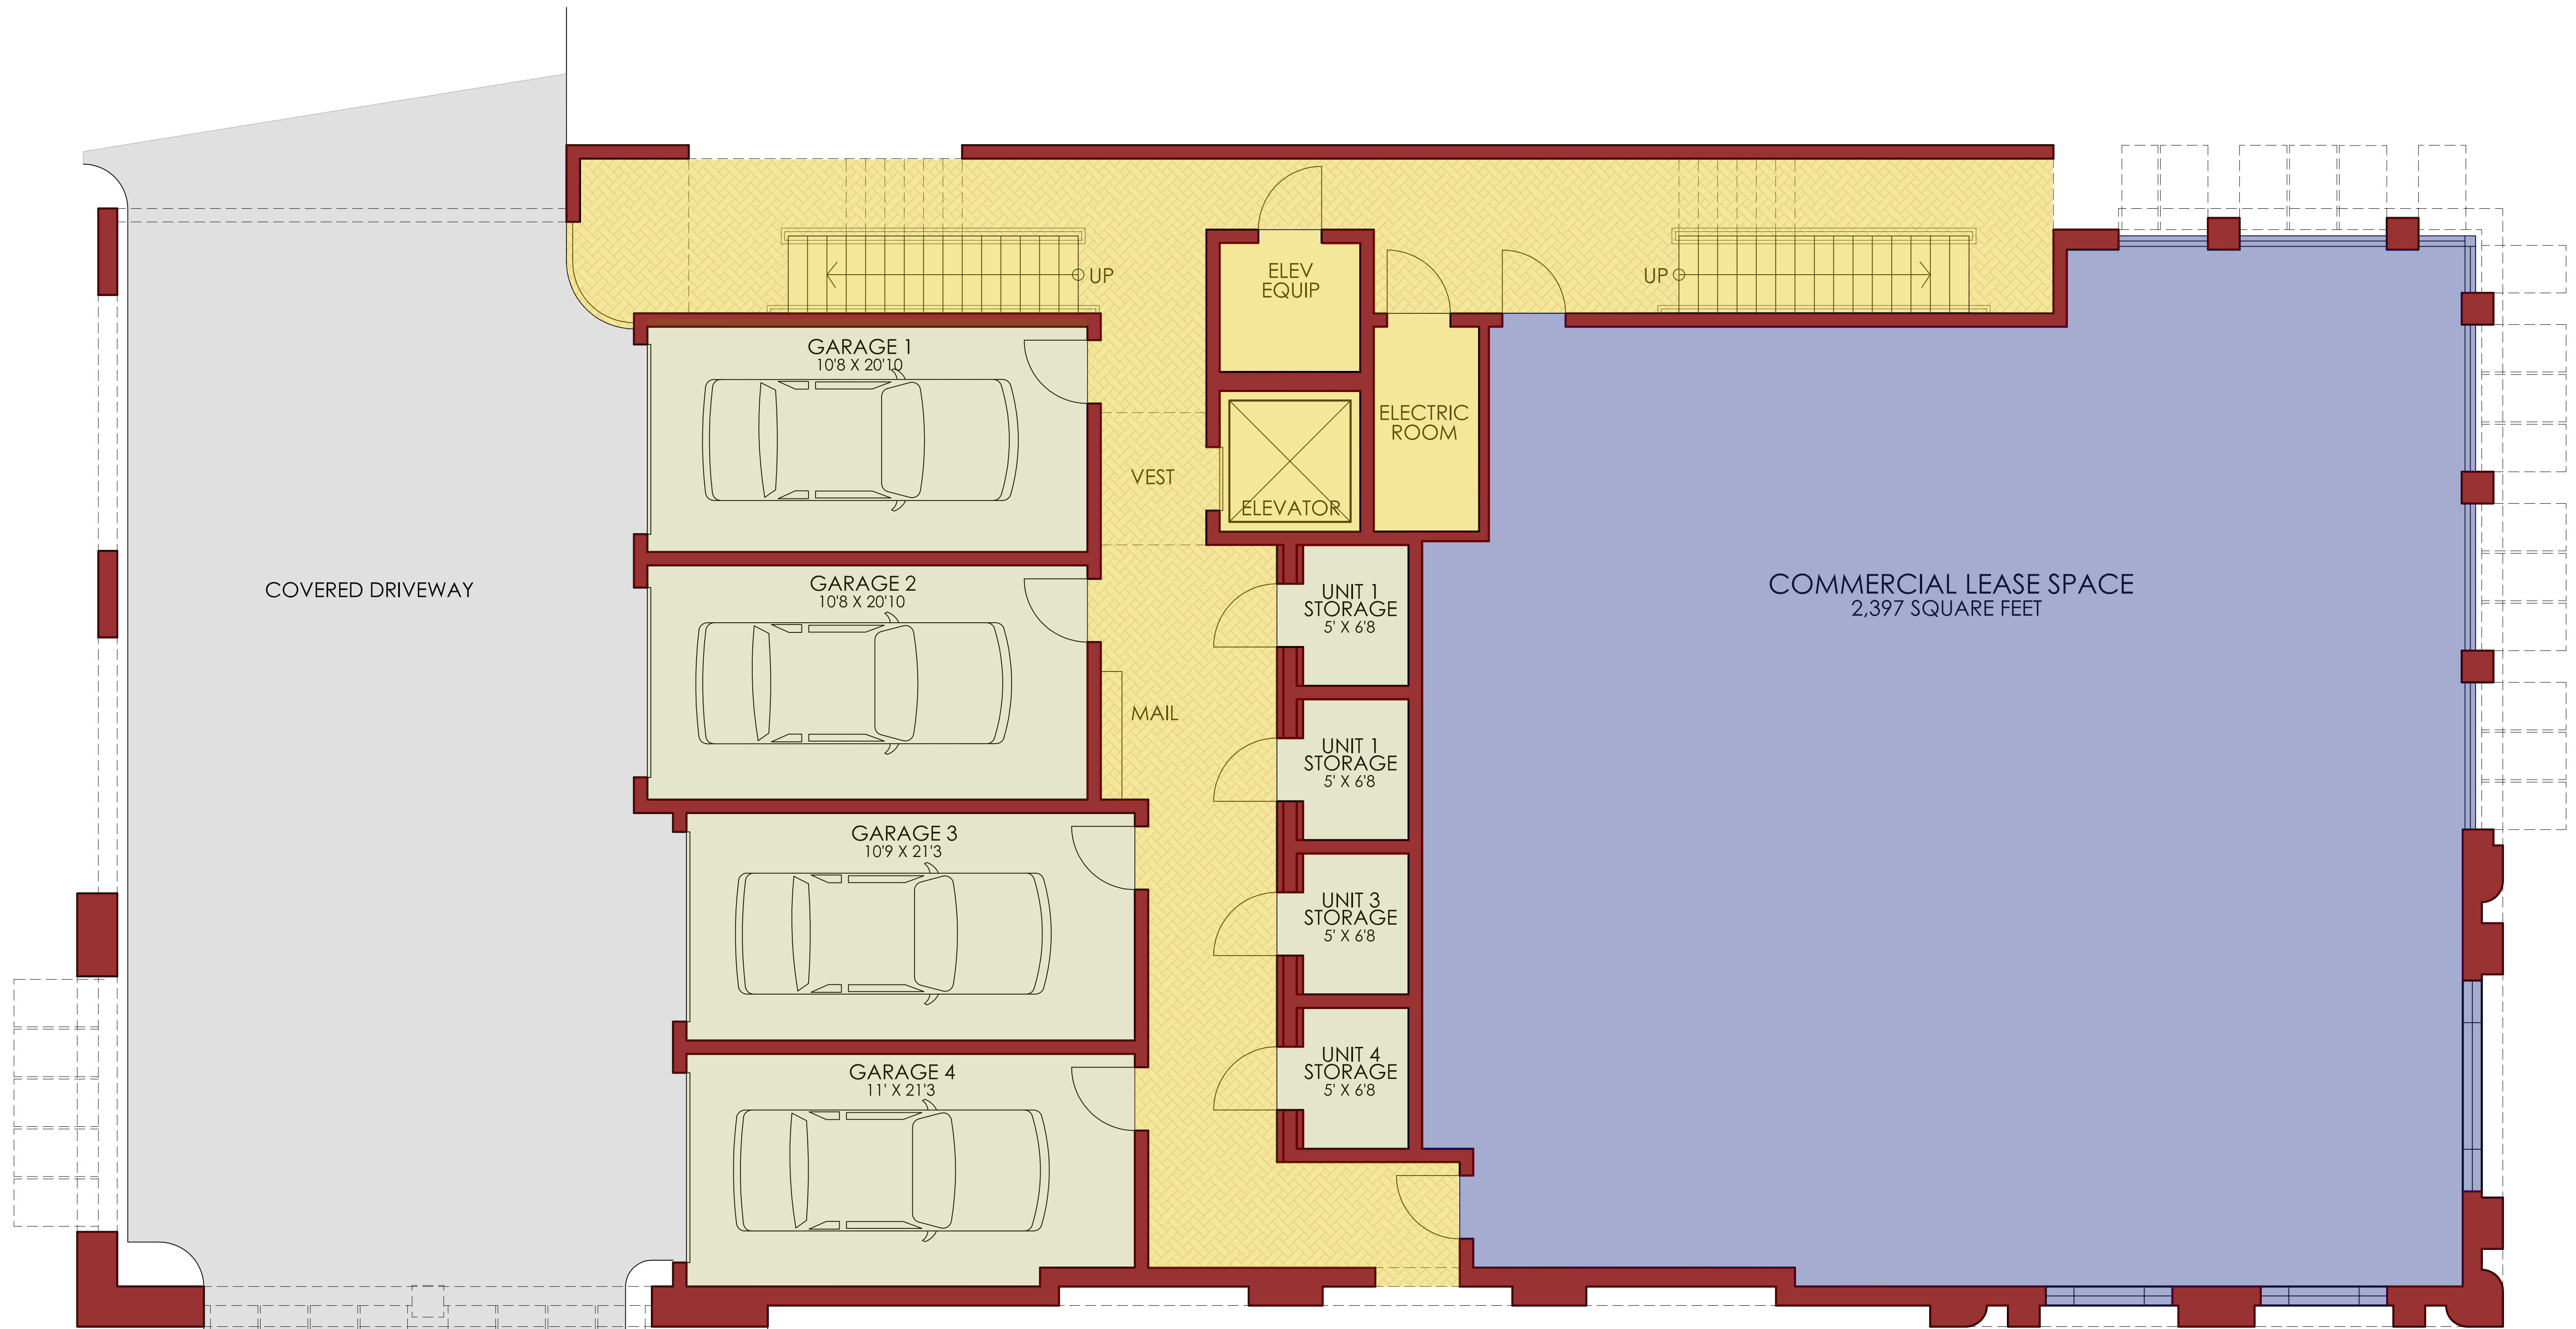 UP
ELEV
EQUIP
UP
GARAGE 1
10'8 X 20'10
ELECTRIC
ROOM
VEST
ELEVATOR
COVERED DRIVEWAY
GARAGE 2
10'8 X 20'10
UNIT 1
STORAGE
5' X 6'8
COMMERCIAL LEASE SPACE
2,397 SQUARE FEET
MAIL
UNIT 1
STORAGE
5' X 6'8
GARAGE 3
10'9 X 21'3
UNIT 3
STORAGE
5' X 6'8
GARAGE 4
11' X 21'3
UNIT 4
STORAGE
5' X 6'8